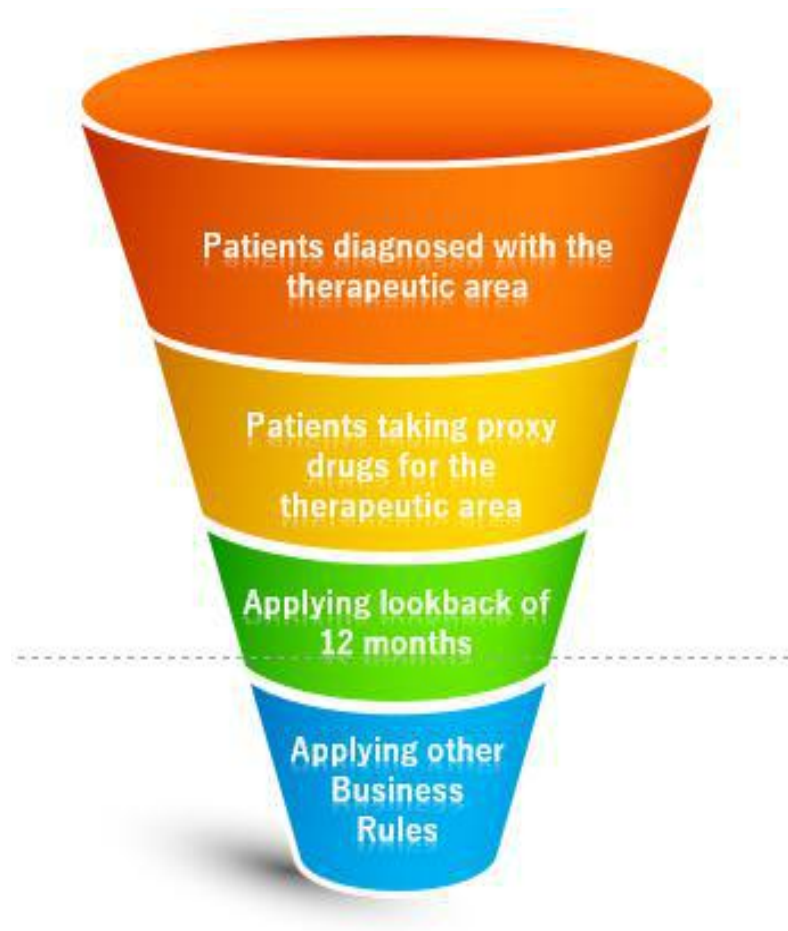 Patients diagnosed with the
therapeutic area
Patients taking proxy
drugs for the
therapeutic area
Applying lookback of
12 months
Applying other
Business
Rules